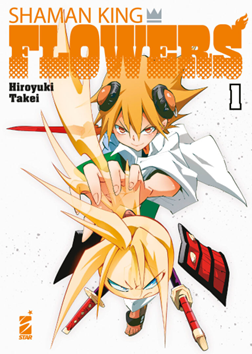 SHAMAN KING
FLOWERS
Hiroyuki
Takei
1
STAR